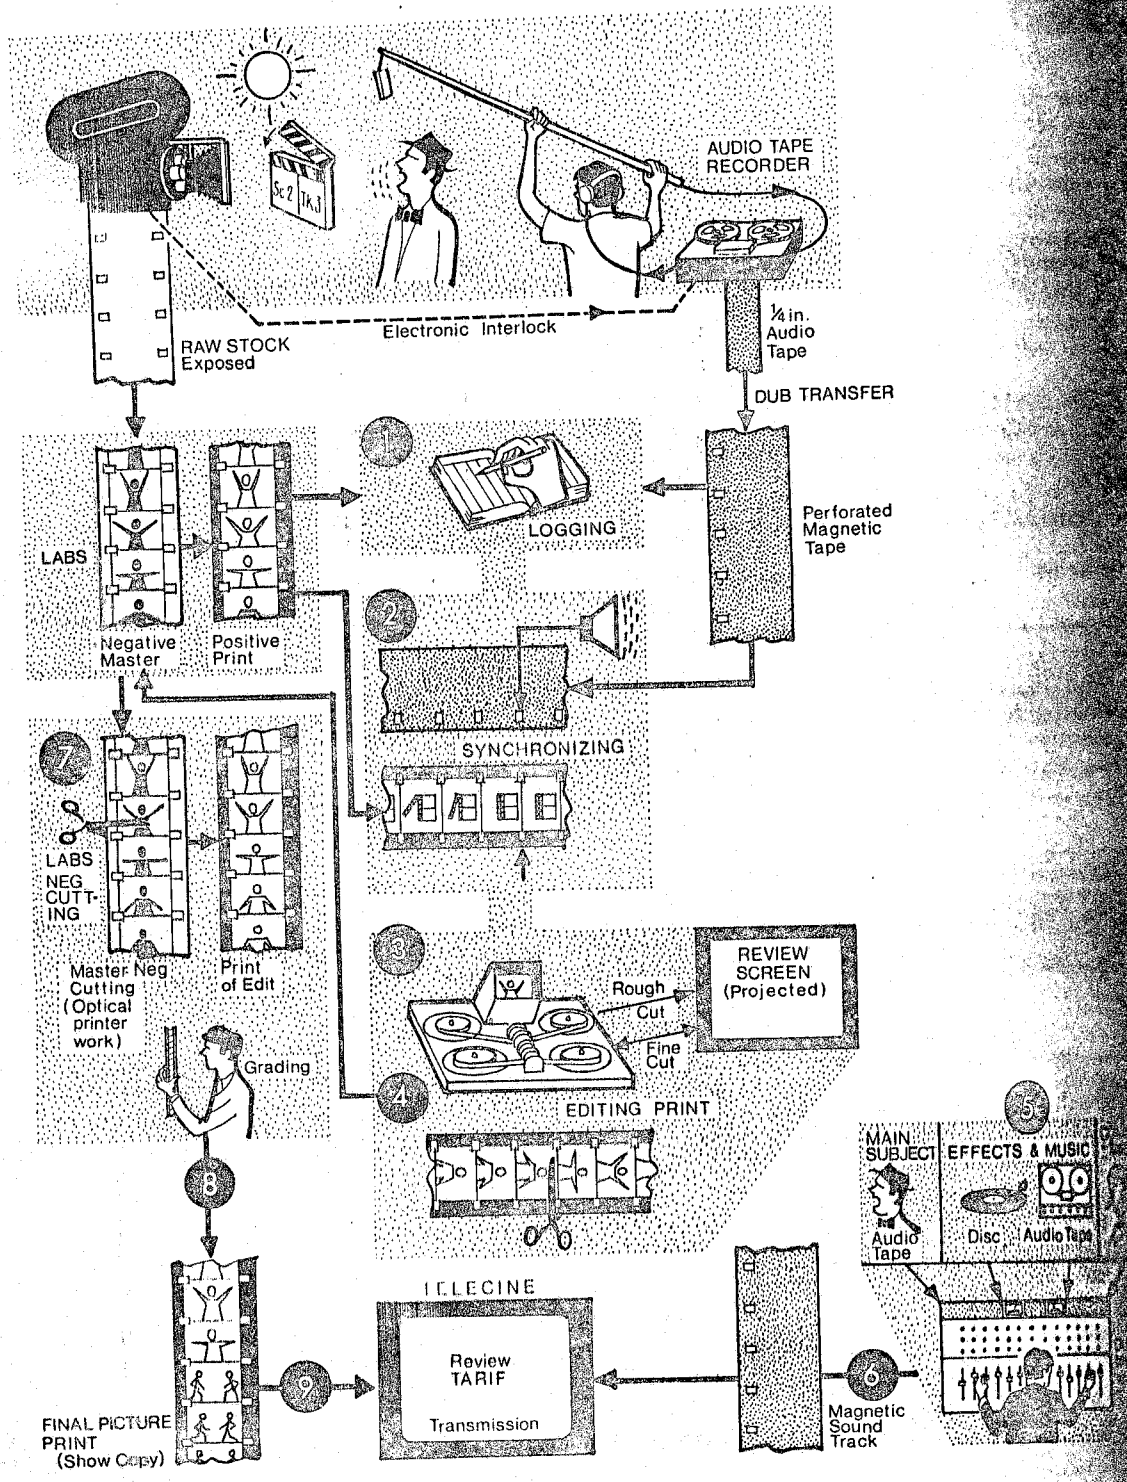 AUDIO TAPE
RECORDER
Sc 2
TK3
Electronic Interlock
RAW STOCK
Exposed
¼ in.
Audio
Tape
DUB TRANSFER
1
LOGGING
Perforated
Magnetic
Tape
LABS
Negative
Master
Positive
Print
2
SYNCHRONIZING
7
LABS
NEG
CUTT-
ING
Master Neg
Cutting
(Optical
printer
work)
Print
of Edit
3
Rough
Cut
Fine
Cut
REVIEW
SCREEN
(Projected)
4
EDITING PRINT
Grading
5
MAIN
SUBJECT
Audio
Tape
EFFECTS & MUSIC
Disc
Audio Tape
8
TELECINE
Review
TARIF
Transmission
9
6
Magnetic
Sound
Track
FINAL PICTURE
PRINT
(Show Copy)